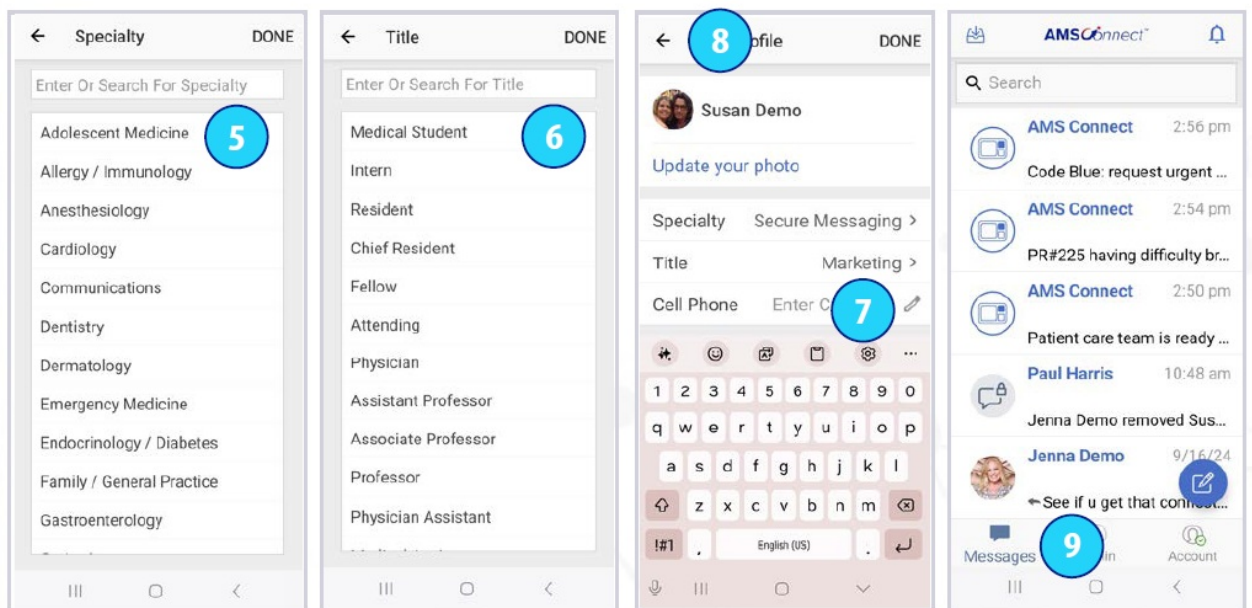 Specialty DONE
Enter Or Search For Specialty
Adolescent Medicine
5
Allergy / Immunology
Anesthesiology
Cardiology
Communications
Dentistry
Dermatology
Emergency Medicine
Endocrinology / Diabetes
Family / General Practice
Gastroenterology
Title DONE
Enter Or Search For Title
Medical Student
6
Intern
Resident
Chief Resident
Fellow
Attending
Physician
Assistant Professor
Associate Professor
Professor
Physician Assistant
8 ofile DONE
Susan Demo
Update your photo
Specialty Secure Messaging >
Title Marketing >
Cell Phone Enter C
7
1 2 3 4 5 6 7 8 9 0
q w e r t y u i o p
a s d f g h j k l
z x c v b n m
!#1 , English (US) .
AMSConnect
Search
AMS Connect 2:56 pm
Code Blue: request urgent ...
AMS Connect 2:54 pm
PR#225 having difficulty br...
AMS Connect 2:50 pm
Patient care team is ready ...
Paul Harris 10:48 am
Jenna Demo removed Sus...
Jenna Demo 9/16/24
See if u get that connect...
Messages 9 in Account